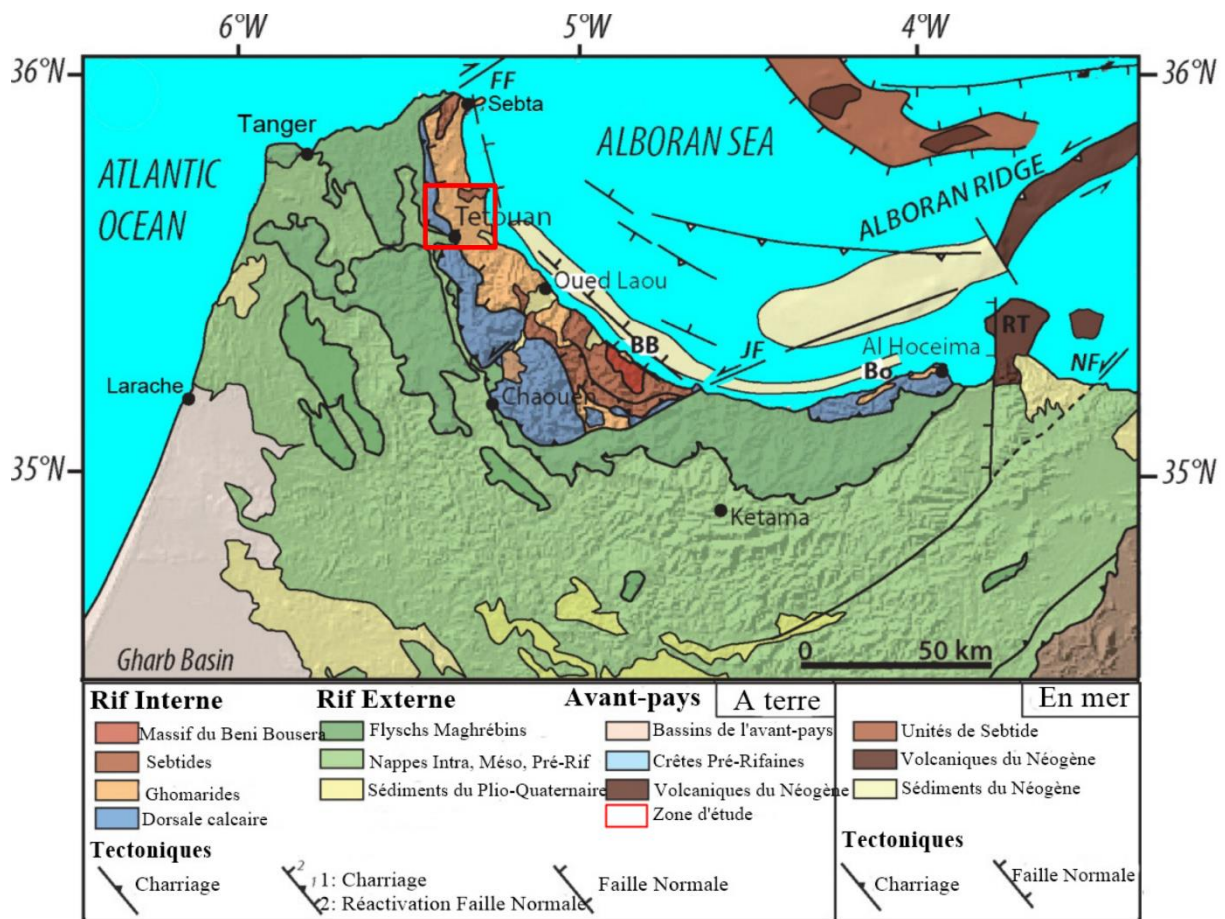 6°W
5°W
4°W
36°N
36°N
FF
Sebta
Tanger
ALBORAN SEA
ATLANTIC
OCEAN
ALBORAN RIDGE
Tetouan
Oued Laou
RT
BB
JF
Al Hoceima
Bo
NF
Larache
Chaouen
35°N
35°N
Ketama
Gharb Basin
0 50 km
Rif Interne
Massif du Beni Bousera
Sebtides
Ghomarides
Dorsale calcaire
Rif Externe
Flyschs Maghrébins
Nappes Intra, Méso, Pré-Rif
Sédiments du Plio-Quaternaire
Avant-pays
A terre
Bassins de l'avant-pays
Crêtes Pré-Rifaines
Volcaniques du Néogène
Zone d'étude
En mer
Unités de Sebtide
Volcaniques du Néogène
Sédiments du Néogène
Tectoniques
Charriage
2
1
1: Charriage
2: Réactivation Faille Normale
Faille Normale
Tectoniques
Charriage
Faille Normale